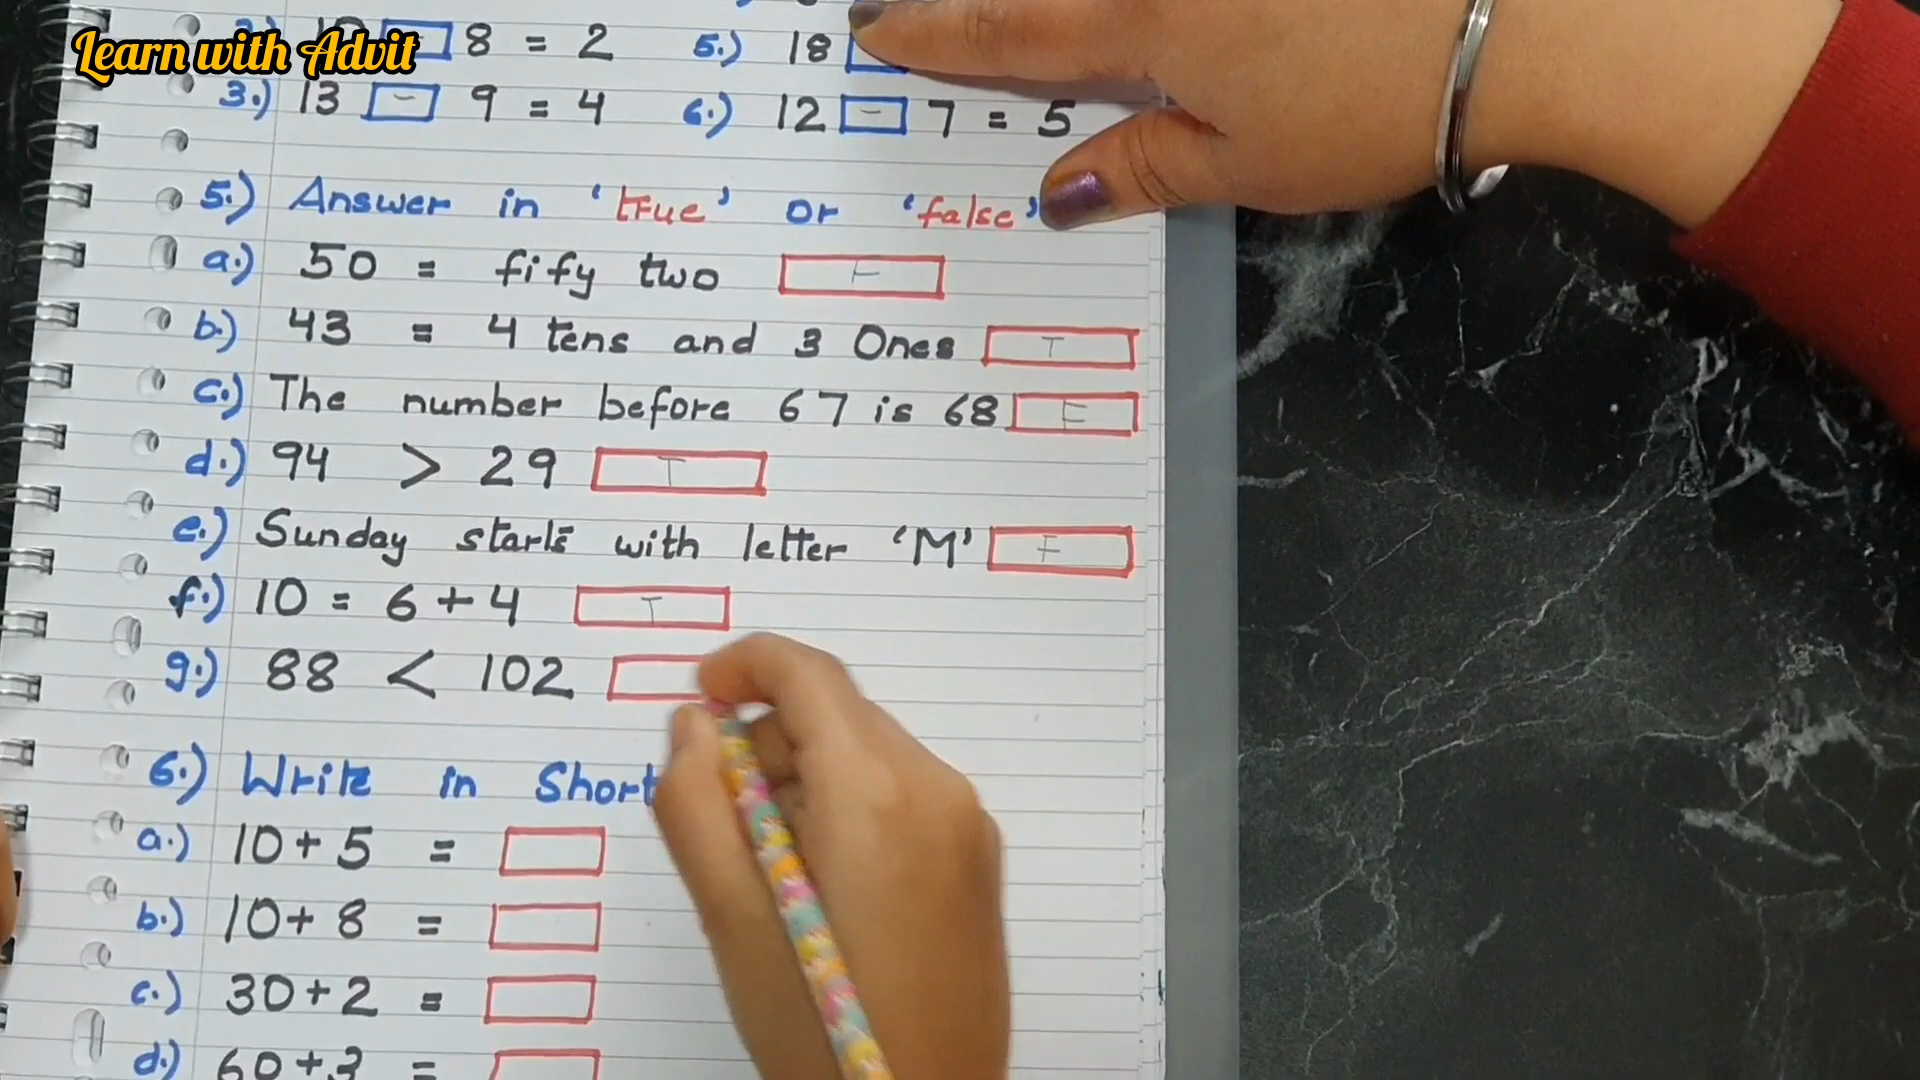 Learn with Advit
8 = 2 5.) 18
3.) 13 - 9 = 4 6.) 12 - 7 = 5
5.) Answer in 'true' or 'false'
a.) 50 = fify two F
b.) 43 = 4 tens and 3 Ones T
c.) The number before 67 is 68 F
d.) 94 > 29 T
e.) Sunday starts with letter 'M' F
f.) 10 = 6 + 4 T
g.) 88 < 102
6.) Write in Short
a.) 10 + 5 =
b.) 10 + 8 =
c.) 30 + 2 =
d.) 60 + 3 =